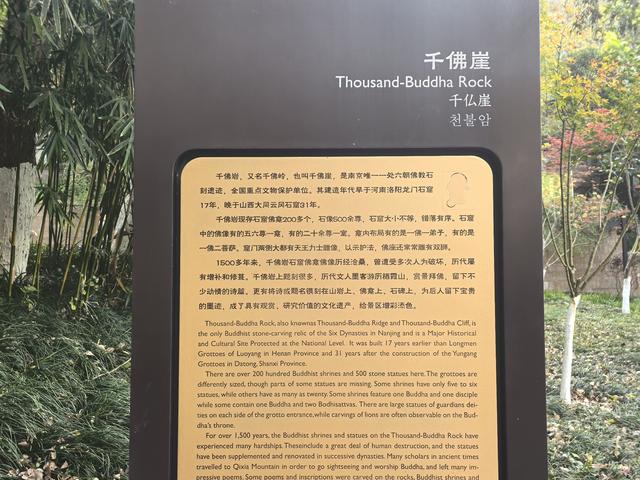 千佛崖
Thousand-Buddha Rock
千仏崖
천불암
千佛岩，又名千佛岭，也叫千佛崖，是南京唯一一处六朝佛教石
刻遗迹，全国重点文物保护单位。其建造年代早于河南洛阳龙门石窟
17年，晚于山西大同云冈石窟31年。
千佛岩现存石窟佛龛200多个，石像500余尊，石窟大小不等，错落有序。石窟
中的佛像有的五六尊一龛，有的二十余尊一室。龛内布局有的是一佛一弟子，有的是
一佛二菩萨。窟门两侧大都有天王力士雕像，以示护法，佛座还常常雕有双狮。
1500多年来，千佛岩石窟佛龛佛像历经沧桑，曾遭受多次人为破坏，历代屡
有增补和修葺。千佛岩上题刻很多，历代文人墨客游历栖霞山，赏景拜佛，留下不
少动情的诗篇。更有将诗或题名镌刻在山岩上、佛龛上、石碑上，为后人留下宝贵
的墨迹，成了具有观赏、研究价值的文化遗产，给景区增彩添色。
Thousand-Buddha Rock, also knownas Thousand-Buddha Ridge and Thousand-Buddha Cliff, is
the only Buddhist stone-carving relic of the Six Dynasties in Nanjing and is a Major Historical
and Cultural Site Protected at the National Level. It was built 17 years earlier than Longmen
Grottoes of Luoyang in Henan Province and 31 years after the construction of the Yungang
Grottoes in Datong, Shanxi Province.
There are over 200 hundred Buddhist shrines and 500 stone statues here. The grottoes are
differently sized, though parts of some statues are missing. Some shrines have only five to six
statues, while others have as many as twenty. Some shrines feature one Buddha and one disciple
while some contain one Buddha and two Bodhisattvas. There are large statues of guardians dei-
ties on each side of the grotto entrance, while carvings of lions are often observable on the Bud-
dha's throne.
For over 1,500 years, the Buddhist shrines and statues on the Thousand-Buddha Rock have
experienced many hardships. Theseinclude a great deal of human destruction, and the statues
have been supplemented and renovated in successive dynasties. Many scholars in ancient times
travelled to Qixia Mountain in order to go sightseeing and worship Buddha, and left many im-
pressive poems. Some poems and inscriptions were carved on the rocks, Buddhist shrines and